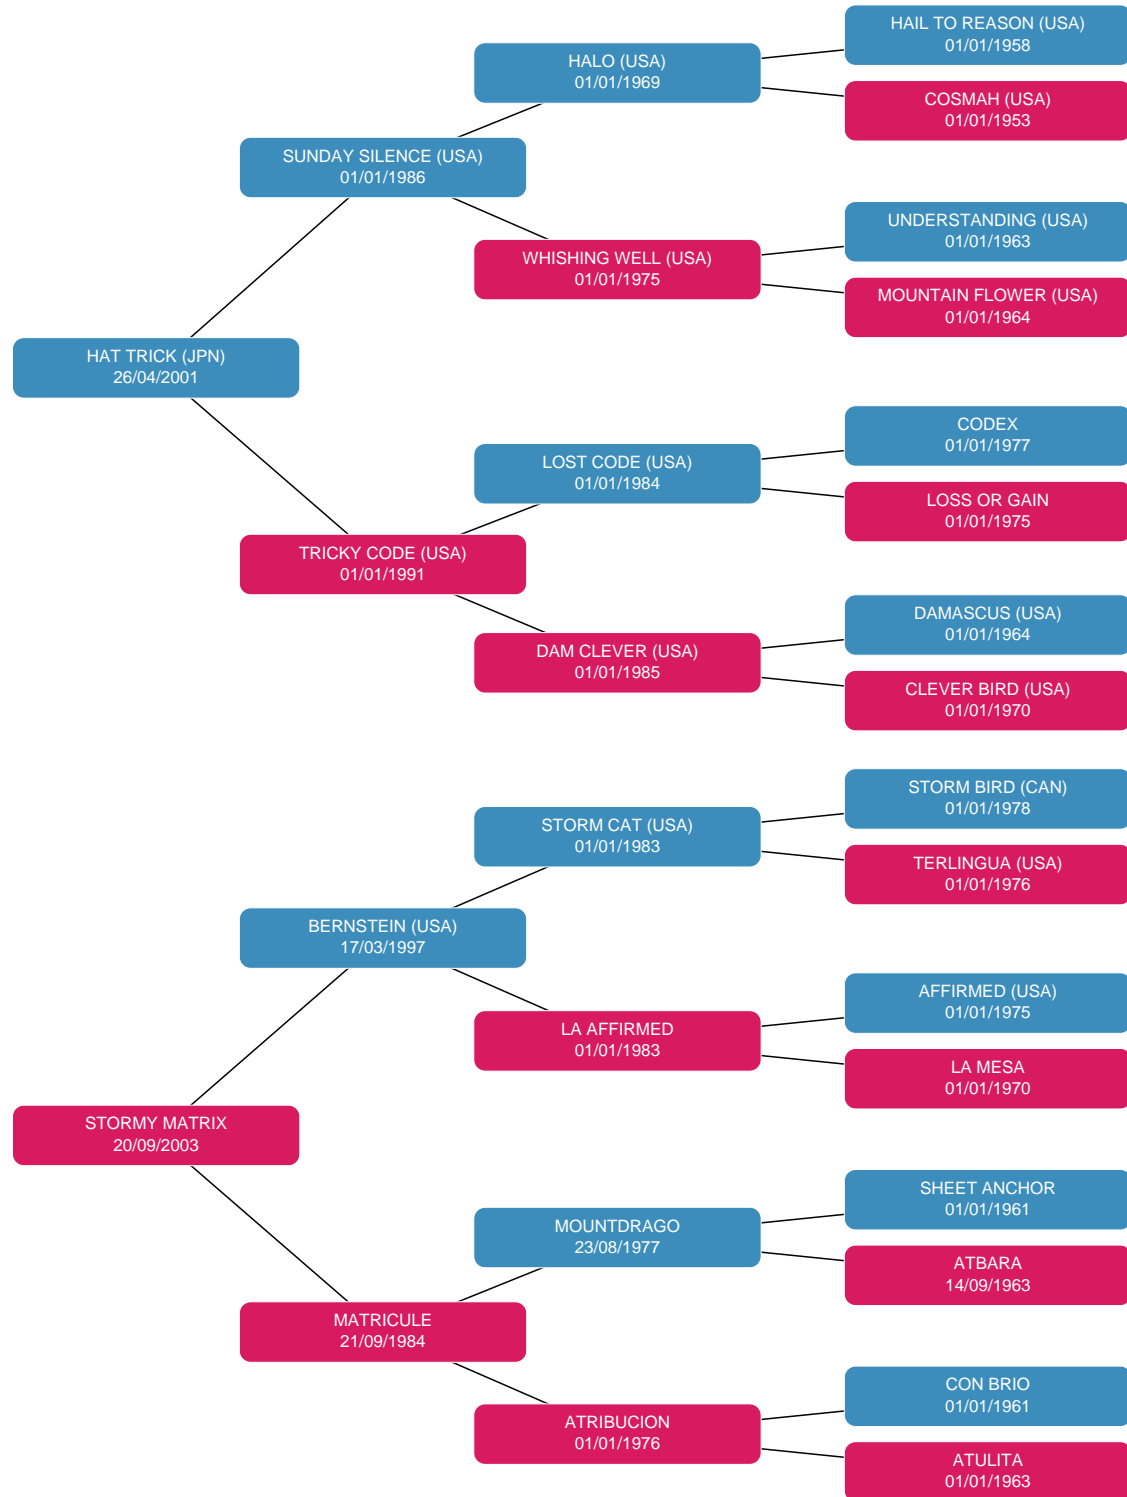 HAIL TO REASON (USA)
01/01/1958
HALO (USA)
01/01/1969
COSMAH (USA)
01/01/1953
SUNDAY SILENCE (USA)
01/01/1986
UNDERSTANDING (USA)
01/01/1963
WHISHING WELL (USA)
01/01/1975
MOUNTAIN FLOWER (USA)
01/01/1964
HAT TRICK (JPN)
26/04/2001
CODEX
01/01/1977
LOST CODE (USA)
01/01/1984
LOSS OR GAIN
01/01/1975
TRICKY CODE (USA)
01/01/1991
DAMASCUS (USA)
01/01/1964
DAM CLEVER (USA)
01/01/1985
CLEVER BIRD (USA)
01/01/1970
STORM BIRD (CAN)
01/01/1978
STORM CAT (USA)
01/01/1983
TERLINGUA (USA)
01/01/1976
BERNSTEIN (USA)
17/03/1997
AFFIRMED (USA)
01/01/1975
LA AFFIRMED
01/01/1983
LA MESA
01/01/1970
STORMY MATRIX
20/09/2003
SHEET ANCHOR
01/01/1961
MOUNTDRAGO
23/08/1977
ATBARA
14/09/1963
MATRICULE
21/09/1984
CON BRIO
01/01/1961
ATRIBUCION
01/01/1976
ATULITA
01/01/1963